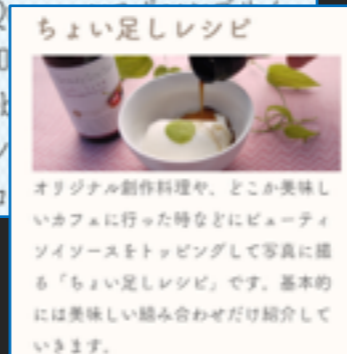 ちょい足しレシピ
オリジナル創作料理や、どこか美味し
いカフェに行った時などにビューティ
ソイソースをトッピングして写真に撮
る「ちょい足しレシピ」です。基本的
には美味しい組み合わせだけ紹介して
いきます。